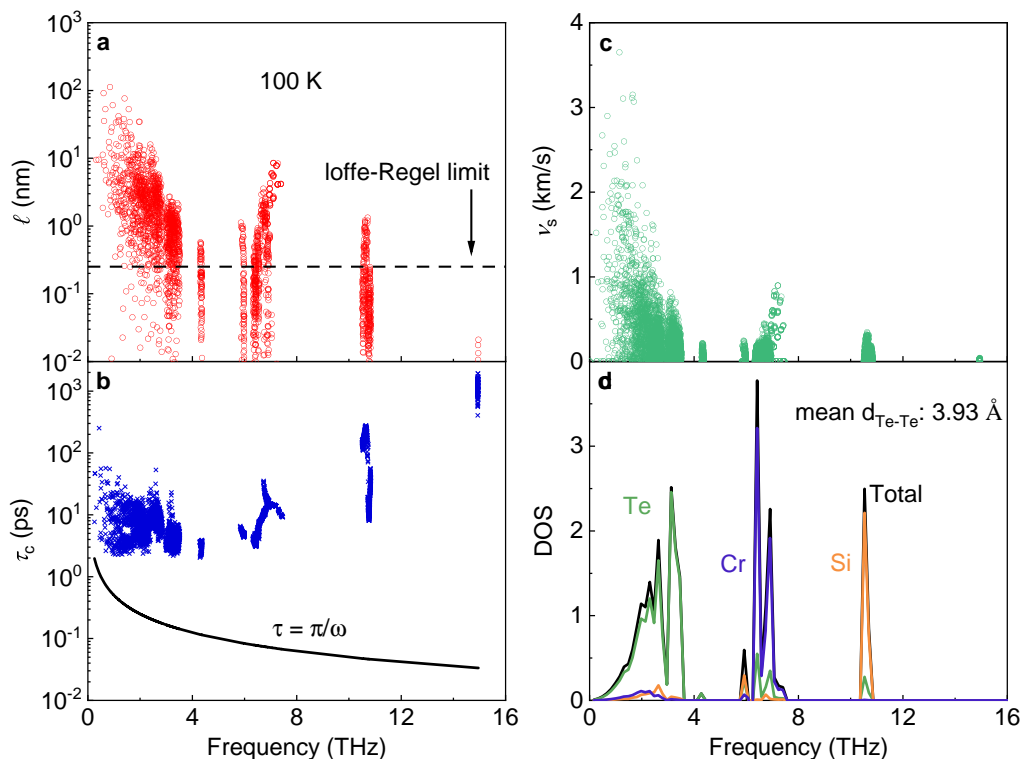 a
100 K
Ioffe-Regel limit
10³
10²
10¹
10⁰
10⁻¹
10⁻²
ℓ (nm)
b
τ = π/ω
10³
10²
10¹
10⁰
10⁻¹
10⁻²
τc (ps)
0 4 8 12 16
Frequency (THz)
c
4
3
2
1
0
νs (km/s)
d
mean dTe-Te: 3.93 Å
Te
Cr
Si
Total
3
2
1
0
DOS
0 4 8 12 16
Frequency (THz)